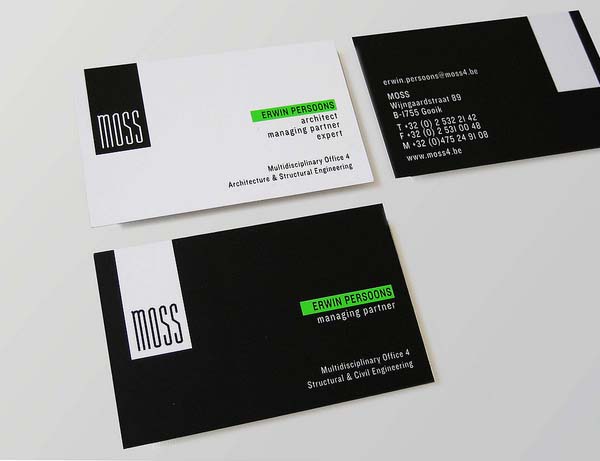 MOSS
ERWIN PERSOONS
architect
managing partner
expert
Multidisciplinary Office 4
Architecture & Structural Engineering
erwin.persoons@moss4.be
MOSS
Wijngaardstraat 89
B-1755 Gooik
T +32 (0) 2 532 21 42
F +32 (0) 2 531 00 48
M +32 (0)475 24 91 08
www.moss4.be
MOSS
ERWIN PERSOONS
managing partner
Multidisciplinary Office 4
Structural & Civil Engineering